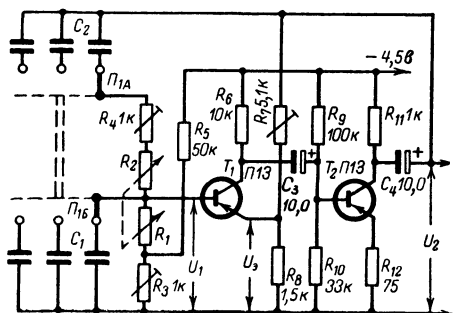 C₂
П₁А
− 4,5в
R₄ 1к
R₆ 10к
R₇ 5,1к
R₉ 100к
R₁₁ 1к
R₂
R₅ 50к
T₁ П13
+
C₃ 10,0
T₂ П13
+
C₄ 10,0
П₁Б
R₁
C₁
U₁
Uэ
U₂
R₃ 1к
R₈ 1,5к
R₁₀ 33к
R₁₂ 75